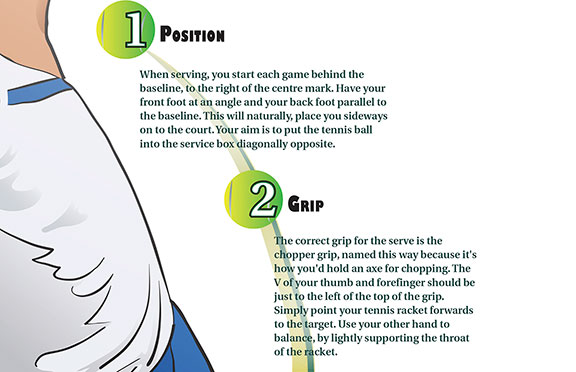 1 POSITION
When serving, you start each game behind the
baseline, to the right of the centre mark. Have your
front foot at an angle and your back foot parallel to
the baseline. This will naturally, place you sideways
on to the court. Your aim is to put the tennis ball
into the service box diagonally opposite.
2 GRIP
The correct grip for the serve is the
chopper grip, named this way because it's
how you'd hold an axe for chopping. The
V of your thumb and forefinger should be
just to the left of the top of the grip.
Simply point your tennis racket forwards
to the target. Use your other hand to
balance, by lightly supporting the throat
of the racket.